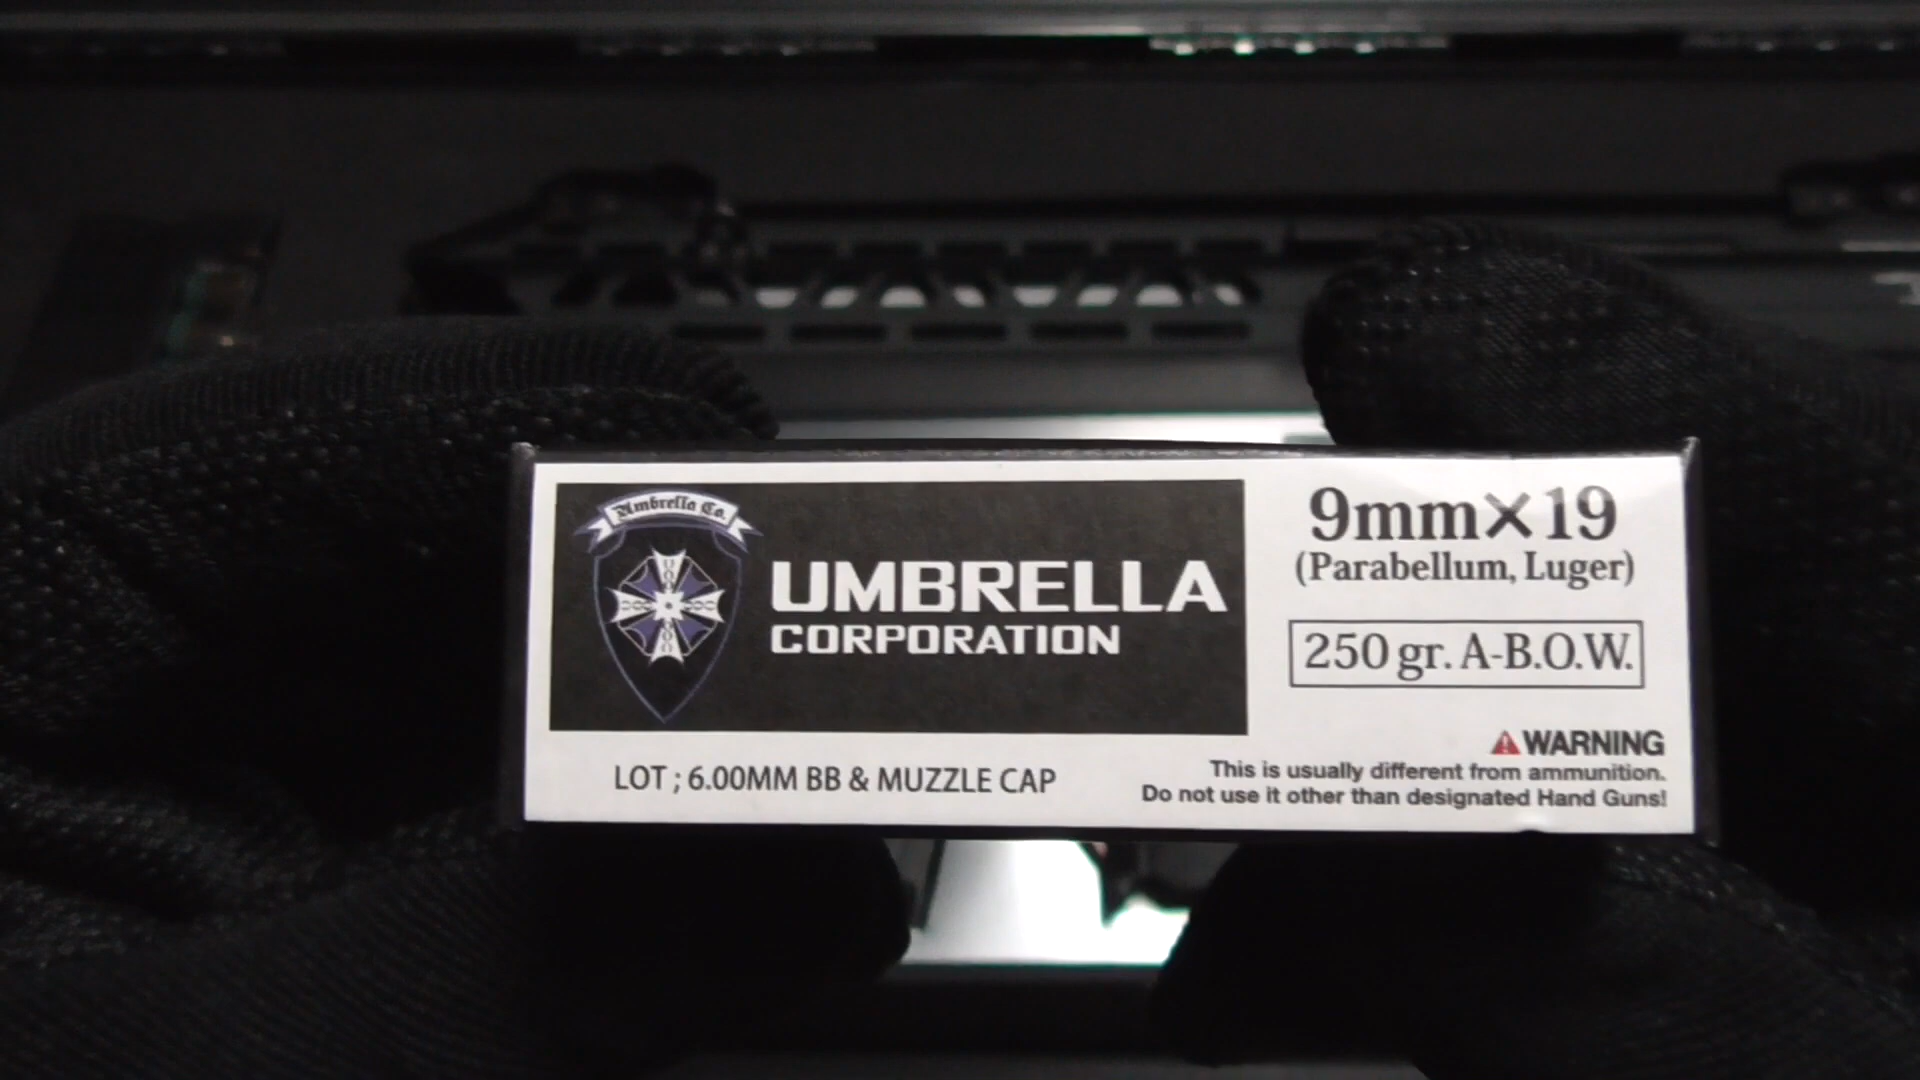 Umbrella Co.
UMBRELLA
CORPORATION
9mm×19
(Parabellum, Luger)
250 gr. A-B.O.W.
LOT ; 6.00MM BB & MUZZLE CAP
WARNING
This is usually different from ammunition.
Do not use it other than designated Hand Guns!